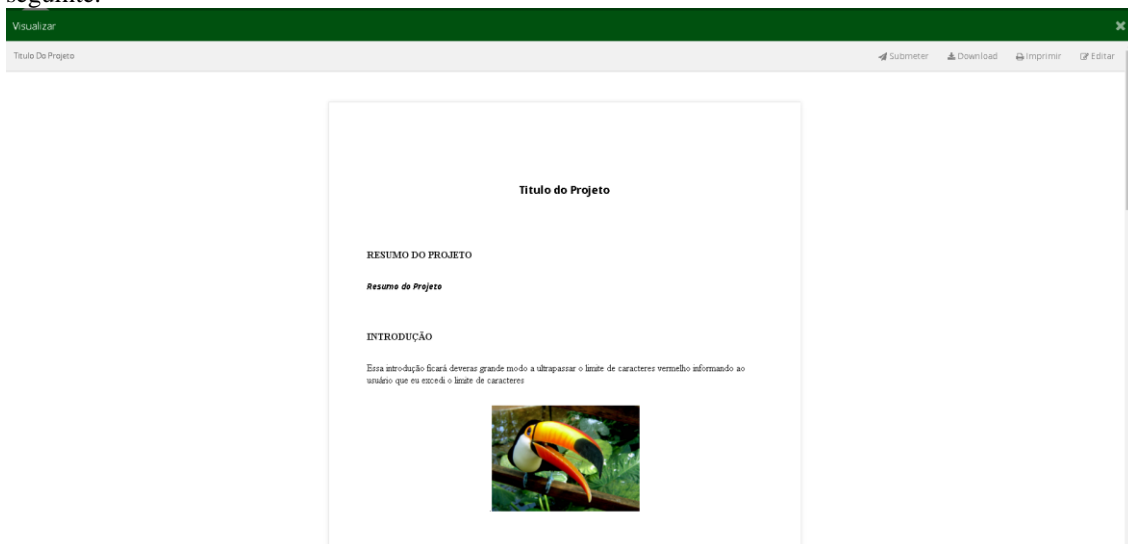 seguinte:
Visualizar
Titulo Do Projeto Submeter Download Imprimir Editar
Titulo do Projeto
RESUMO DO PROJETO
Resumo do Projeto
INTRODUÇÃO
Essa introdução ficará deveras grande modo a ultrapassar o limite de caracteres vermelho informando ao
usuário que eu excedi o limite de caracteres